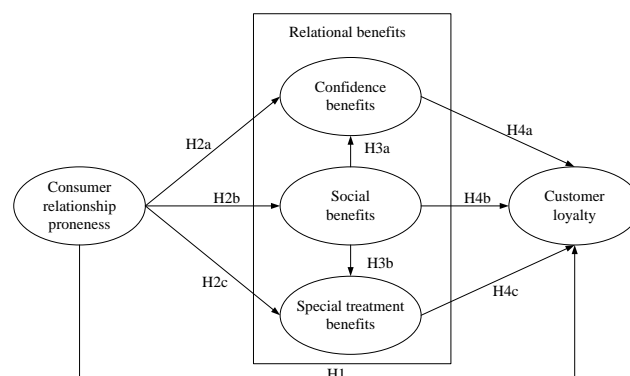 Relational benefits
Confidence
benefits
H2a
H4a
H3a
Consumer
relationship
proneness
H2b
Social
benefits
H4b
Customer
loyalty
H3b
H2c
Special treatment
benefits
H4c
H1